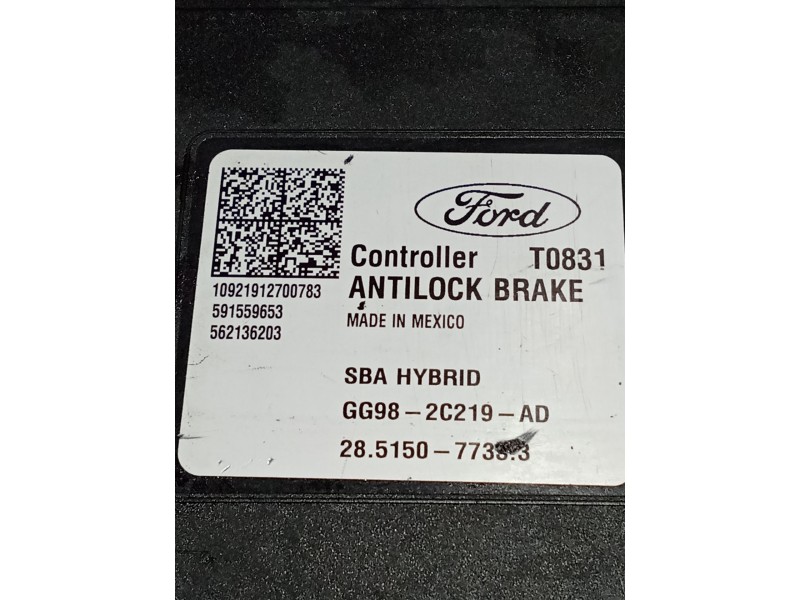 Ford
Controller T0831
ANTILOCK BRAKE
MADE IN MEXICO
10921912700783
591559653
562136203
SBA HYBRID
GG98-2C219-AD